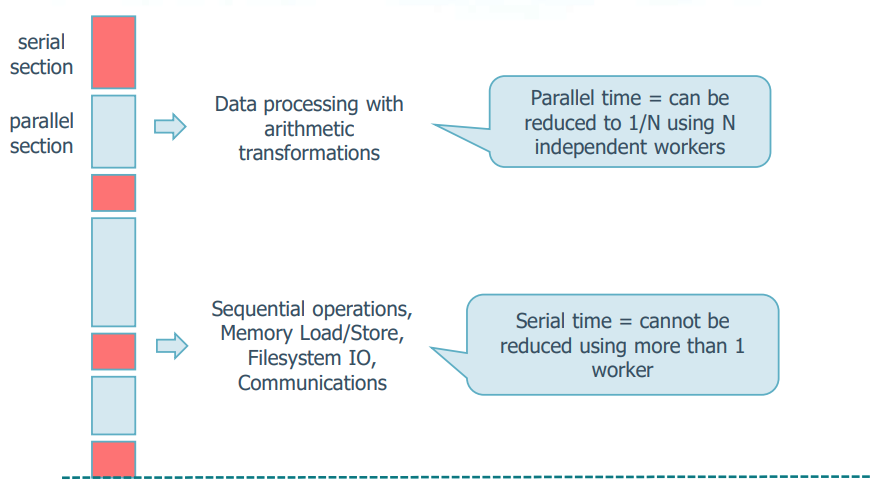 serial
section
parallel
section
Data processing with
arithmetic
transformations
Parallel time = can be
reduced to 1/N using N
independent workers
Sequential operations,
Memory Load/Store,
Filesystem IO,
Communications
Serial time = cannot be
reduced using more than 1
worker